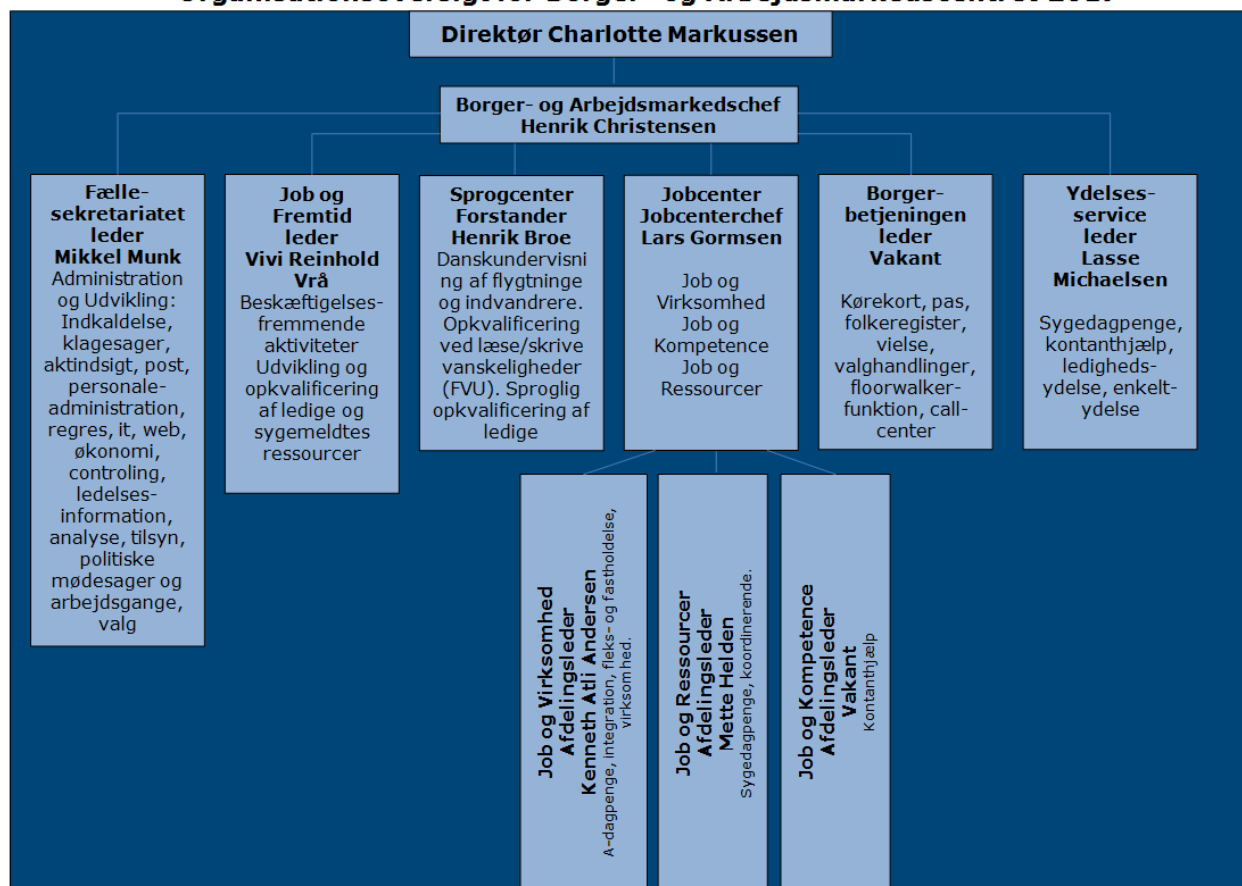 Direktør Charlotte Markussen
Borger- og Arbejdsmarkedschef
Henrik Christensen
Fælle-
sekretariatet
leder
Mikkel Munk
Administration
og Udvikling:
Indkaldelse,
klagesager,
aktindsigt, post,
personale-
administration,
regres, it, web,
økonomi,
controling,
ledelses-
information,
analyse, tilsyn,
politiske
mødesager og
arbejdsgange,
valg
Job og
Fremtid
leder
Vivi Reinhold
Vrå
Beskæftigelses-
fremmende
aktiviteter
Udvikling og
opkvalificering
af ledige og
sygemeldtes
ressourcer
Sprogcenter
Forstander
Henrik Broe
Danskundervisni
ng af flygtninge
og indvandrere.
Opkvalificering
ved læse/skrive
vanskeligheder
(FVU). Sproglig
opkvalificering af
ledige
Jobcenter
Jobcenterchef
Lars Gormsen
Job og
Virksomhed
Job og
Kompetence
Job og
Ressourcer
Borger-
betjeningen
leder
Vakant
Kørekort, pas,
folkeregister,
vielse,
valghandlinger,
floorwalker-
funktion, call-
center
Ydelses-
service
leder
Lasse
Michaelsen
Sygedagpenge,
kontanthjælp,
ledigheds-
ydelse, enkelt-
ydelse
Job og Virksomhed
Afdelingsleder
Kenneth Atli Andersen
A-dagpenge, integration, fleks- og fastholdelse,
virksomhed.
Job og Ressourcer
Afdelingsleder
Mette Helden
Sygedagpenge, koordinerende.
Job og Kompetence
Afdelingsleder
Vakant
Kontanthjælp